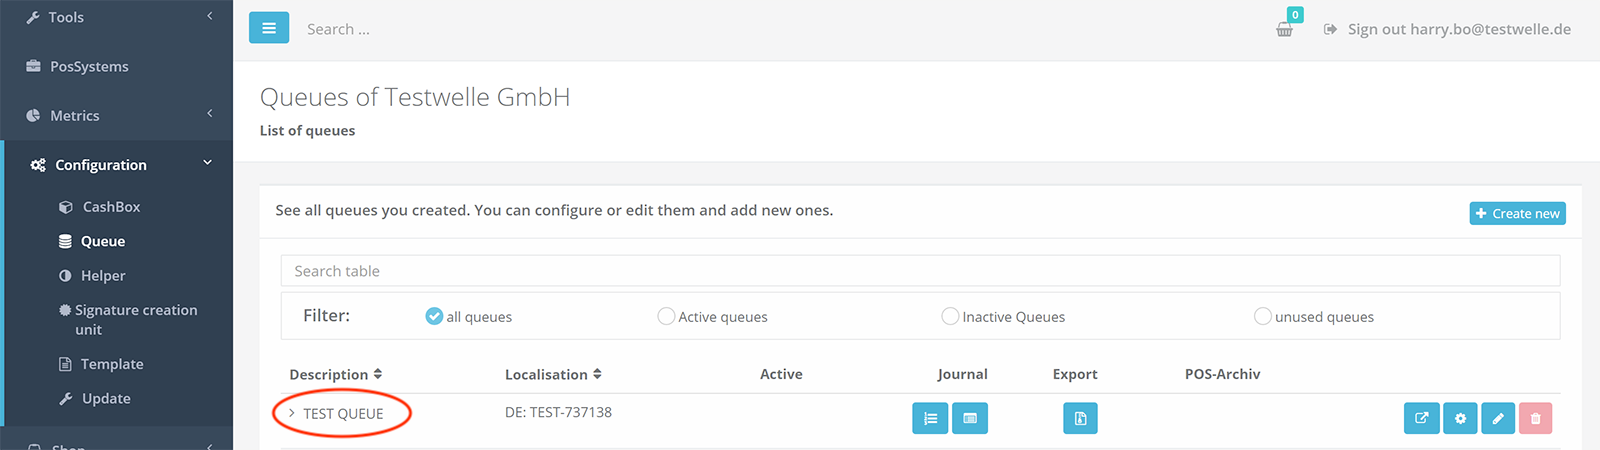 Tools
PosSystems
Metrics
Configuration
CashBox
Queue
Helper
Signature creation
unit
Template
Update
Shop
Search ...
0
Sign out harry.bo@testwelle.de
Queues of Testwelle GmbH
List of queues
See all queues you created. You can configure or edit them and add new ones.
Create new
Search table
Filter: all queues Active queues Inactive Queues unused queues
Description Localisation Active Journal Export POS-Archiv
TEST QUEUE DE: TEST-737138